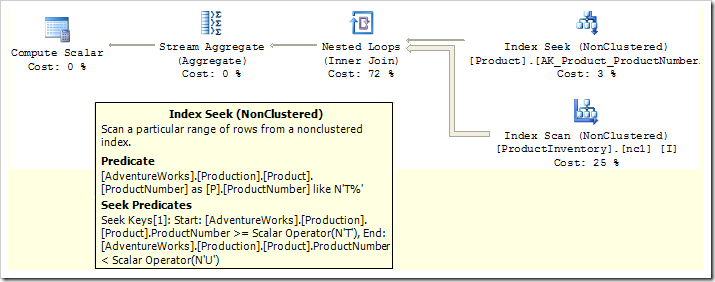 Compute Scalar
Cost: 0 %
Stream Aggregate
(Aggregate)
Cost: 0 %
Nested Loops
(Inner Join)
Cost: 72 %
Index Seek (NonClustered)
[Product].[AK_Product_ProductNumber
Cost: 3 %
Index Scan (NonClustered)
[ProductInventory].[nc1] [I]
Cost: 25 %
Index Seek (NonClustered)
Scan a particular range of rows from a nonclustered
index.
Predicate
[AdventureWorks].[Production].[Product].
[ProductNumber] as [P].[ProductNumber] like N'T%'
Seek Predicates
Seek Keys[1]: Start: [AdventureWorks].[Production].
[Product].ProductNumber >= Scalar Operator(N'T'), End:
[AdventureWorks].[Production].[Product].ProductNumber
< Scalar Operator(N'U')